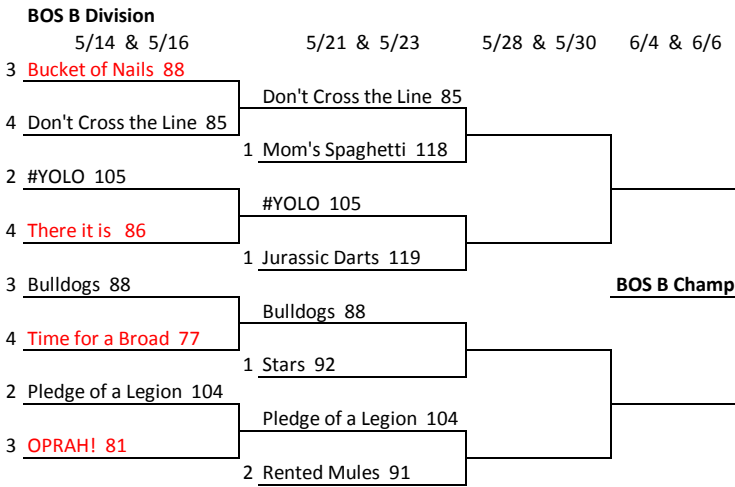 BOS B Division
5/14 & 5/16 5/21 & 5/23 5/28 & 5/30 6/4 & 6/6
3 Bucket of Nails 88
Don't Cross the Line 85
4 Don't Cross the Line 85
1 Mom's Spaghetti 118
2 #YOLO 105
#YOLO 105
4 There it is 86
1 Jurassic Darts 119
3 Bulldogs 88
BOS B Champ
Bulldogs 88
4 Time for a Broad 77
1 Stars 92
2 Pledge of a Legion 104
Pledge of a Legion 104
3 OPRAH! 81
2 Rented Mules 91